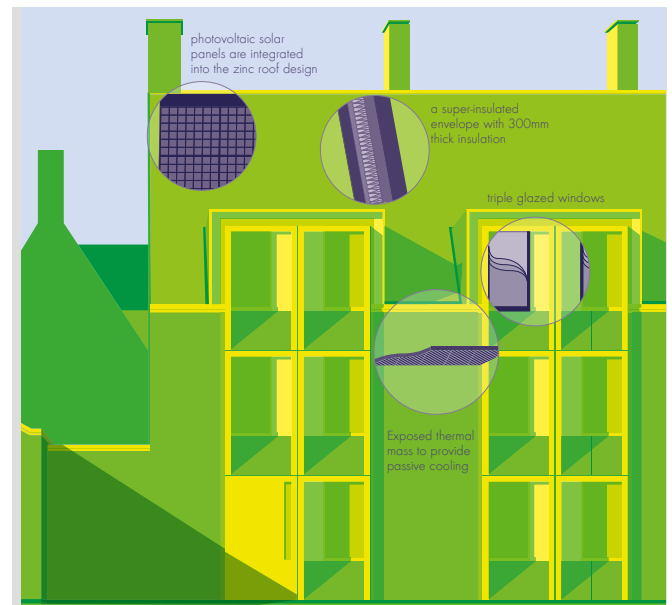 photovoltaic solar
panels are integrated
into the zinc roof design
a super-insulated
envelope with 300mm
thick insulation
triple glazed windows
Exposed thermal
mass to provide
passive cooling